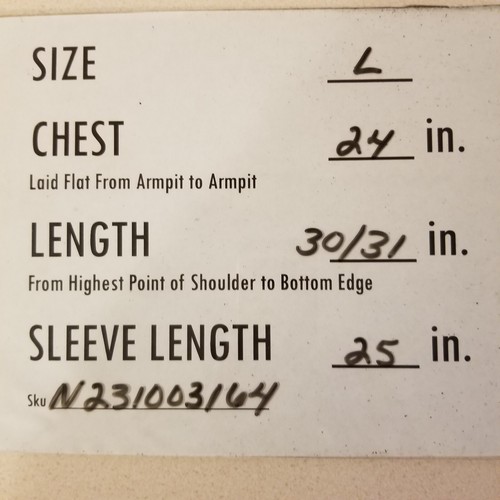 SIZE L
CHEST 24 in.
Laid Flat From Armpit to Armpit
LENGTH 30/31 in.
From Highest Point of Shoulder to Bottom Edge
SLEEVE LENGTH 25 in.
Sku N231003164